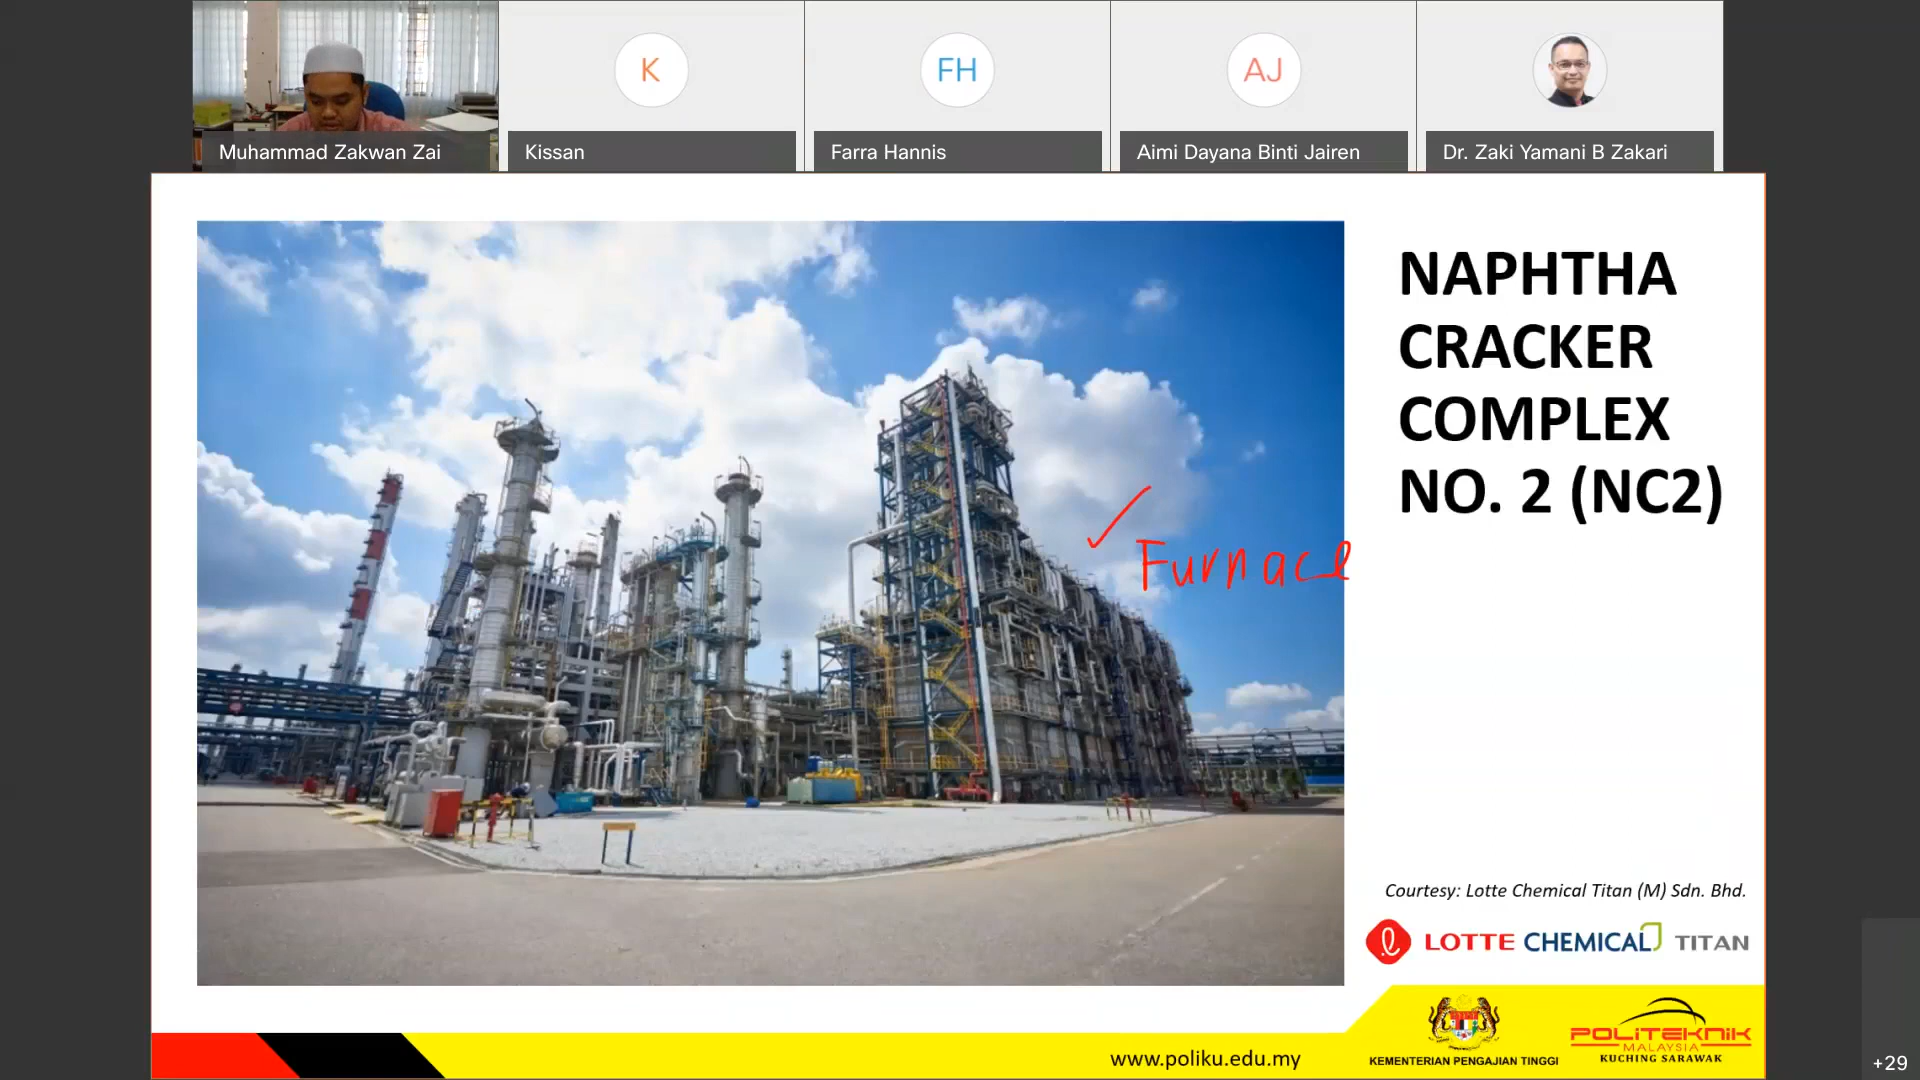 K
FH
AJ
Muhammad Zakwan Zai
Kissan
Farra Hannis
Aimi Dayana Binti Jairen
Dr. Zaki Yamani B Zakari
NAPHTHA
CRACKER
COMPLEX
NO. 2 (NC2)
Furnace
Courtesy: Lotte Chemical Titan (M) Sdn. Bhd.
LOTTE CHEMICAL TITAN
www.poliku.edu.my
KEMENTERIAN PENGAJIAN TINGGI
POLITEKNIK
MALAYSIA
KUCHING SARAWAK
+29